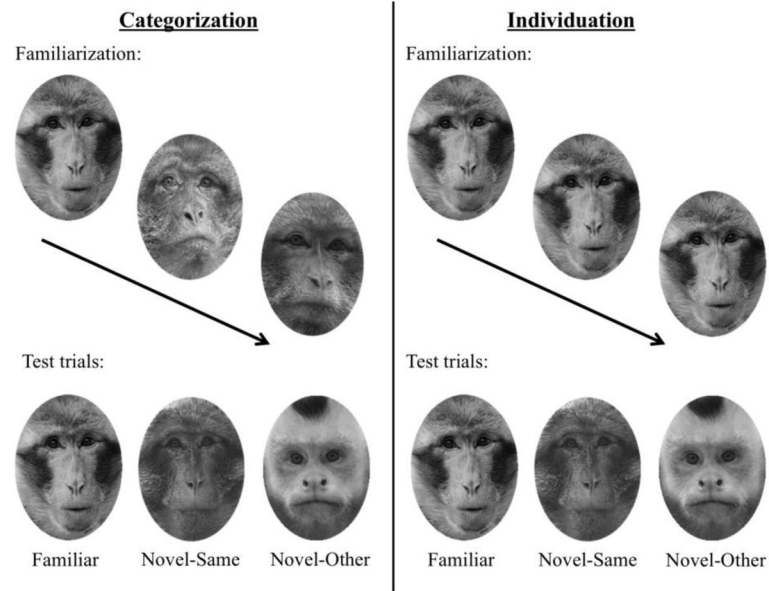 Categorization
Familiarization:
Test trials:
Familiar Novel-Same Novel-Other
Individuation
Familiarization:
Test trials:
Familiar Novel-Same Novel-Other